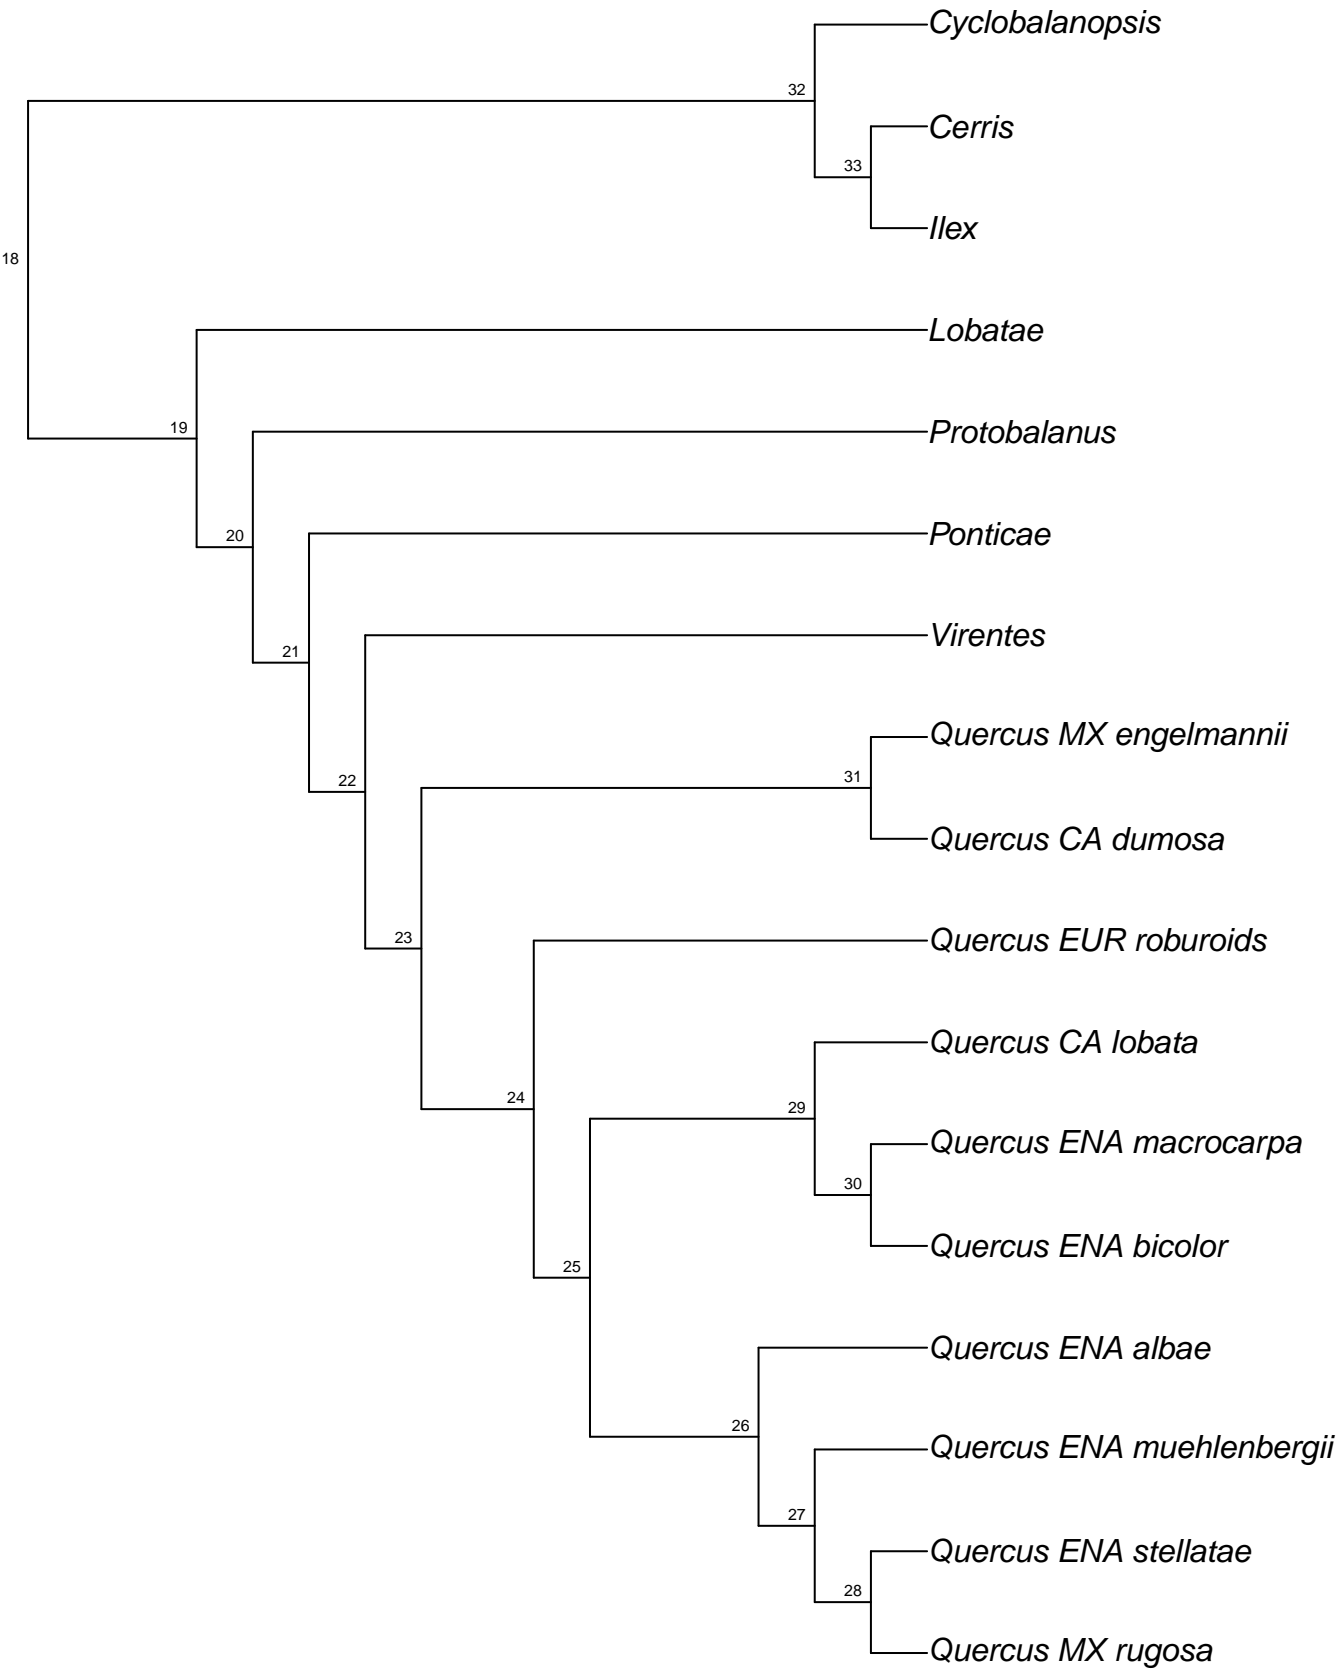 Cyclobalanopsis
32
Cerris
33
Ilex
18
Lobatae
19
Protobalanus
20
Ponticae
21
Virentes
Quercus MX engelmannii
31
22
Quercus CA dumosa
23
Quercus EUR roburoids
Quercus CA lobata
24
29
Quercus ENA macrocarpa
30
Quercus ENA bicolor
25
Quercus ENA albae
26
Quercus ENA muehlenbergii
27
Quercus ENA stellatae
28
Quercus MX rugosa